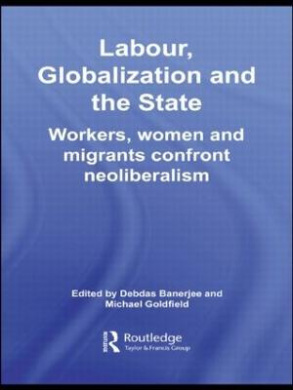 Labour,
Globalization and
the State
Workers, women and
migrants confront
neoliberalism
Edited by Debdas Banerjee and
Michael Goldfield
Routledge
Taylor & Francis Group